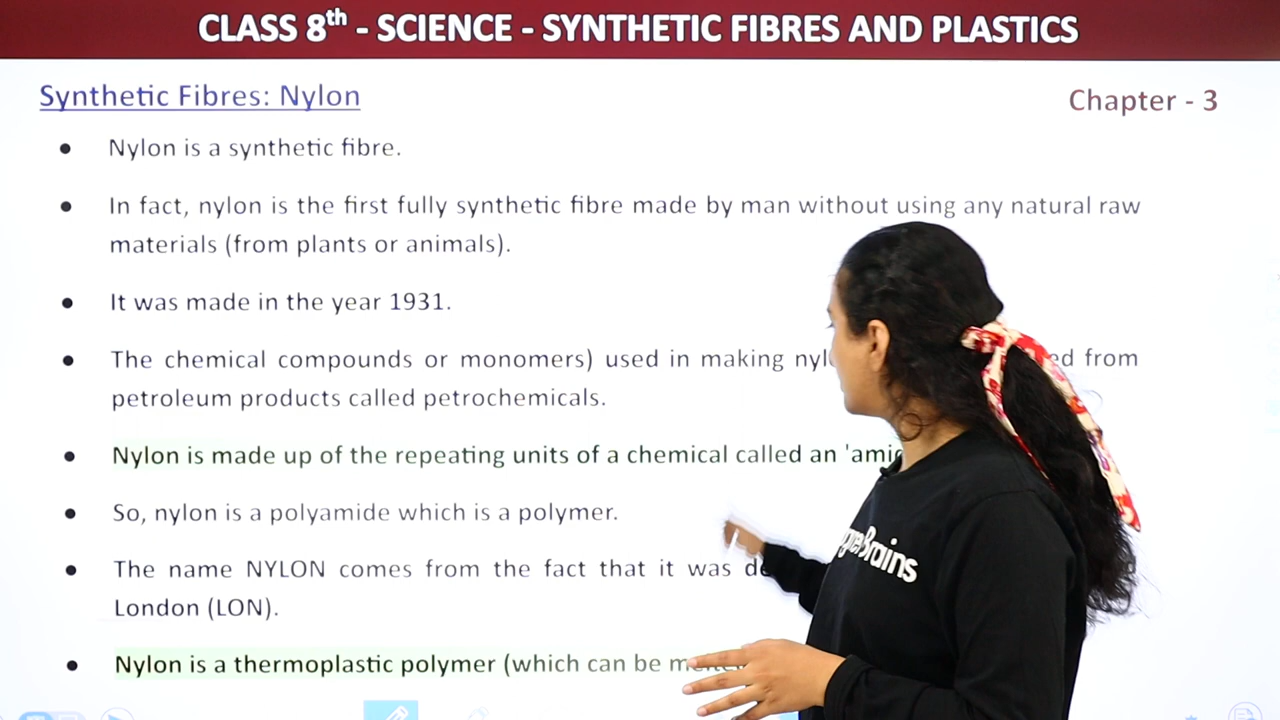 CLASS 8th - SCIENCE - SYNTHETIC FIBRES AND PLASTICS
Synthetic Fibres: Nylon
Chapter - 3
● Nylon is a synthetic fibre.
● In fact, nylon is the first fully synthetic fibre made by man without using any natural raw
materials (from plants or animals).
● It was made in the year 1931.
● The chemical compounds or monomers) used in making from
petroleum products called petrochemicals.
● Nylon is made up of the repeating units of a chemical called an
● So, nylon is a polyamide which is a polymer.
● The name NYLON comes from the fact that it was
London (LON).
● Nylon is a thermoplastic polymer (which can be
Brains